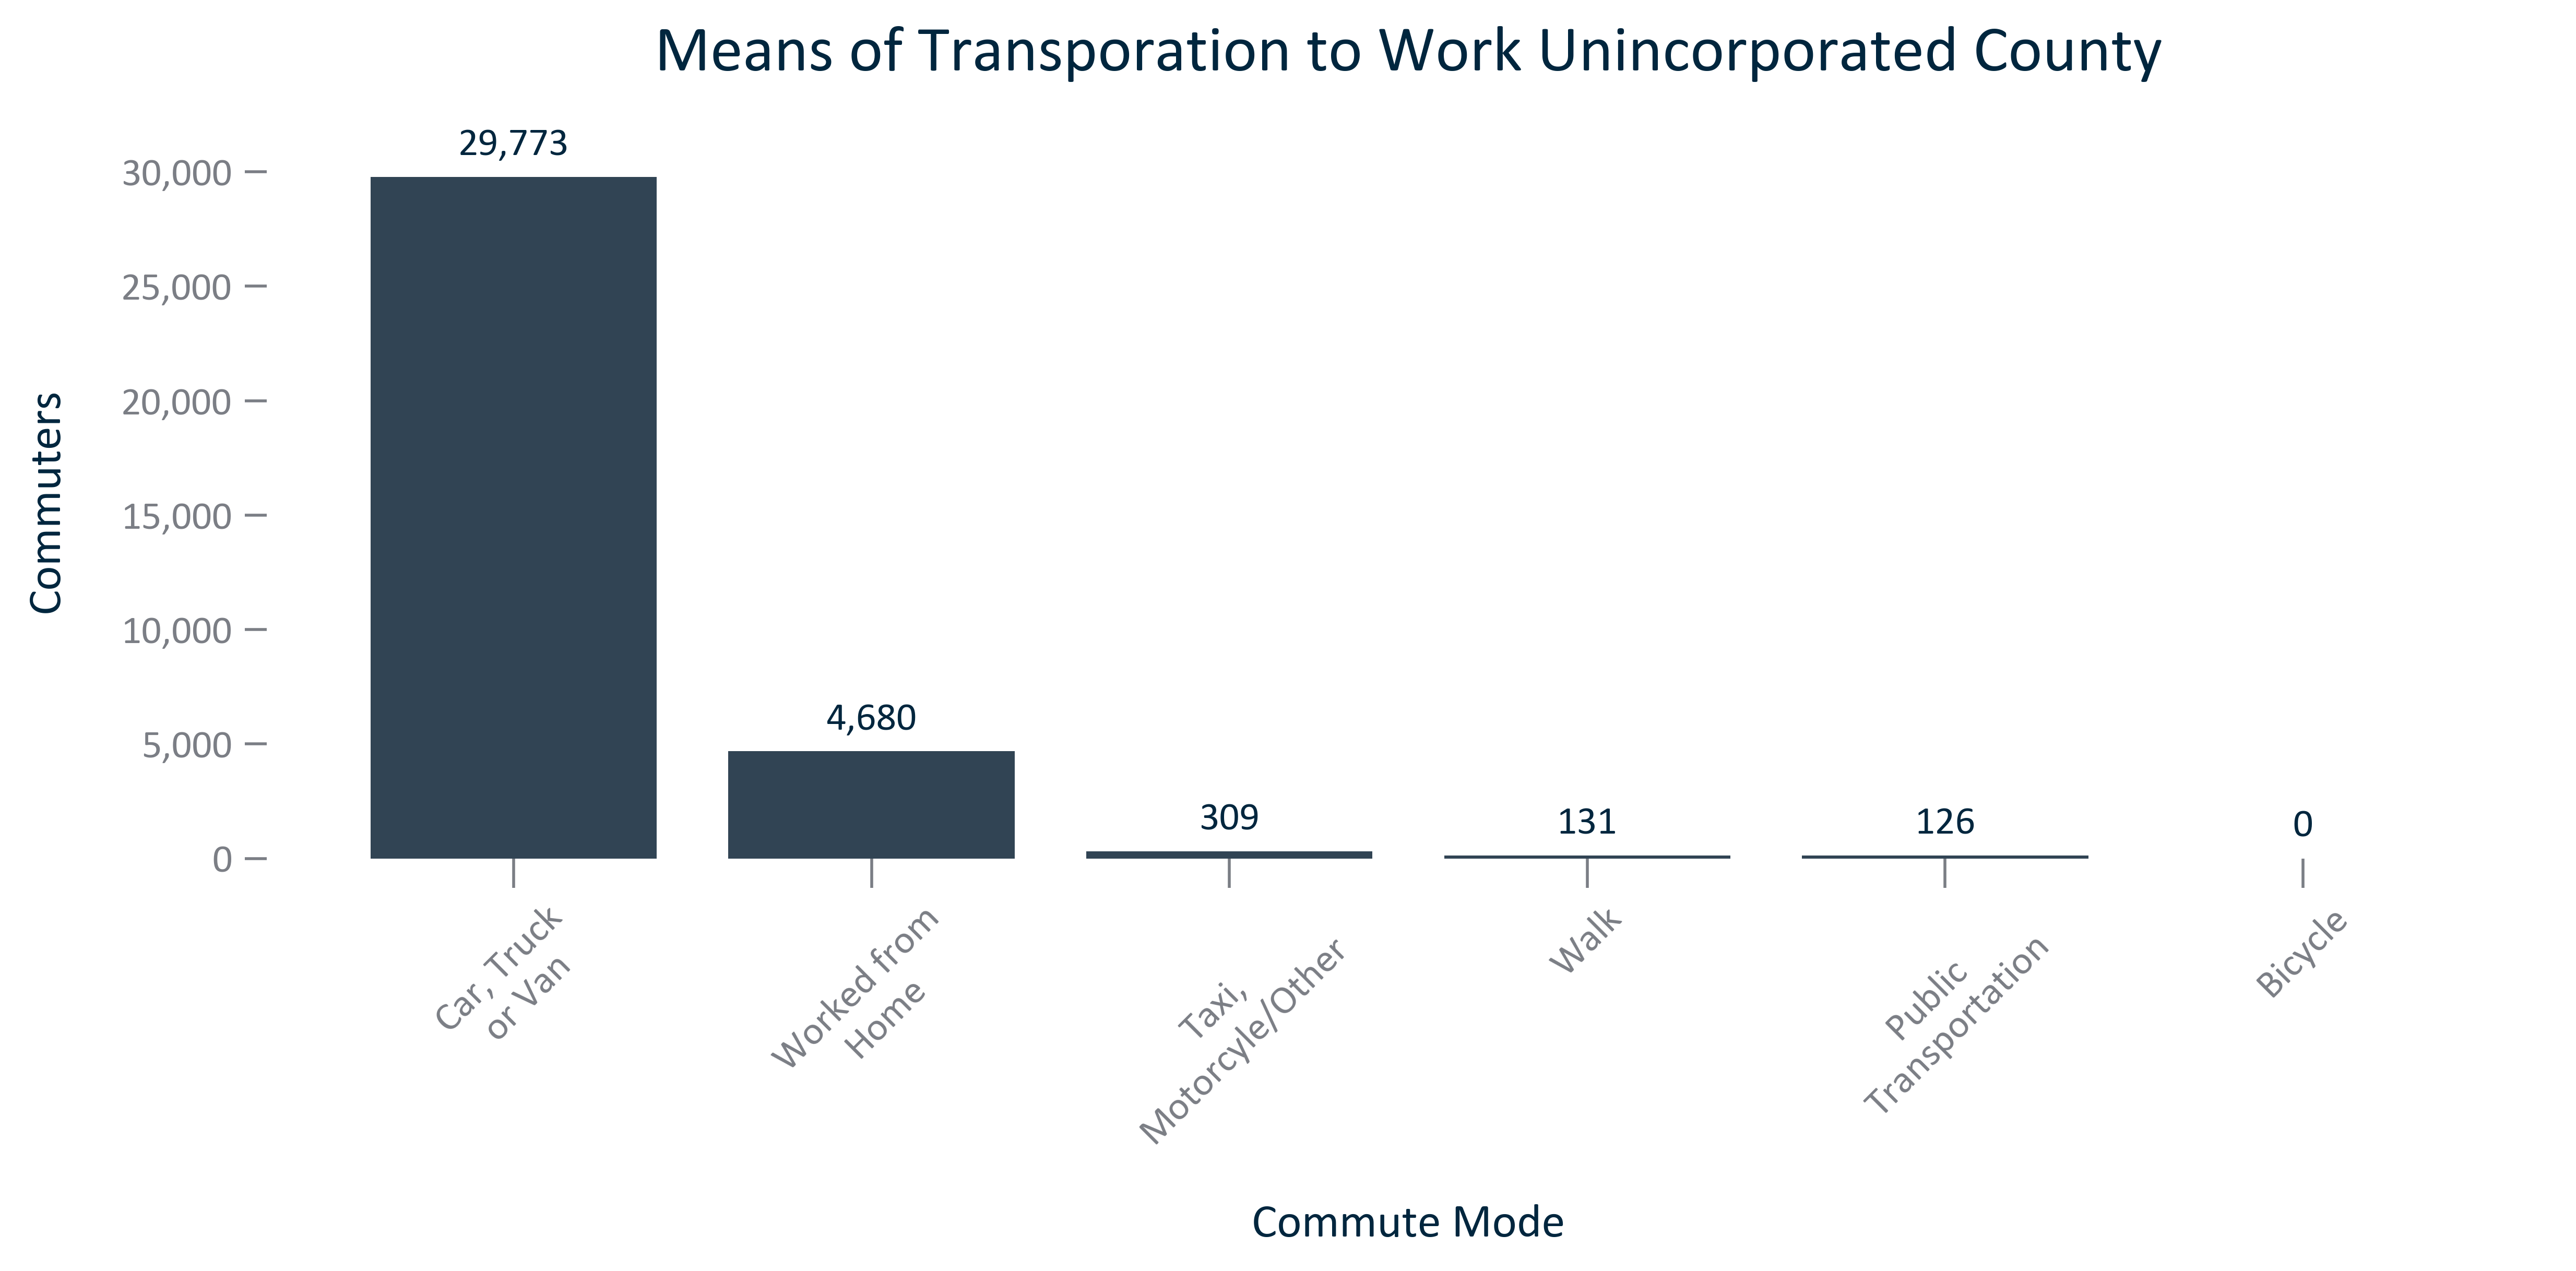 Means of Transporation to Work Unincorporated County
29,773
30,000
25,000
20,000
15,000
10,000
5,000
0
Commuters
4,680
309
131
126
0
Car, Truck
or Van
Worked from
Home
Taxi,
Motorcyle/Other
Walk
Public
Transportation
Bicycle
Commute Mode